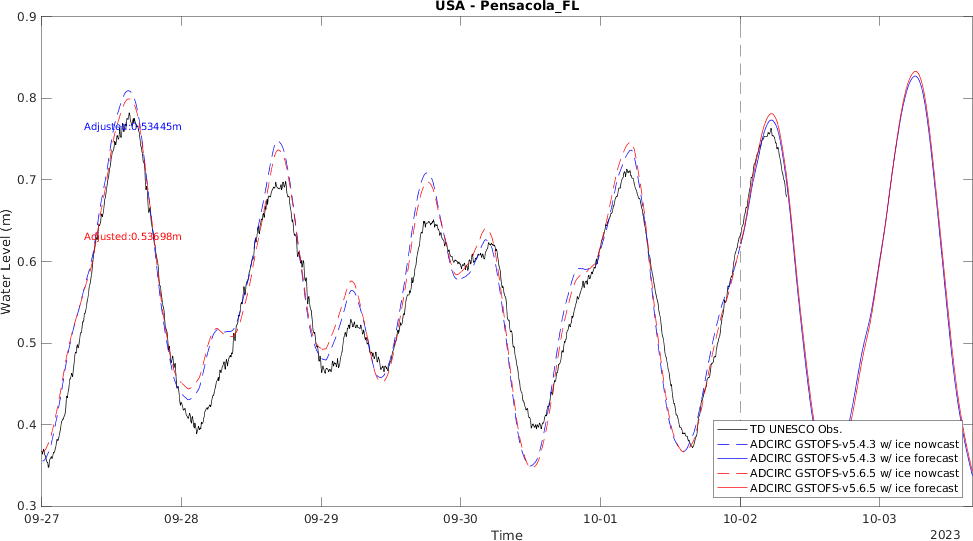 USA - Pensacola_FL
0.9
0.8
0.7
0.6
0.5
0.4
0.3
Water Level (m)
Adjusted:0.53445m
Adjusted:0.53698m
TD UNESCO Obs.
ADCIRC GSTOFS-v5.4.3 w/ ice nowcast
ADCIRC GSTOFS-v5.4.3 w/ ice forecast
ADCIRC GSTOFS-v5.6.5 w/ ice nowcast
ADCIRC GSTOFS-v5.6.5 w/ ice forecast
09-27 09-28 09-29 09-30 10-01 10-02 10-03
Time
2023